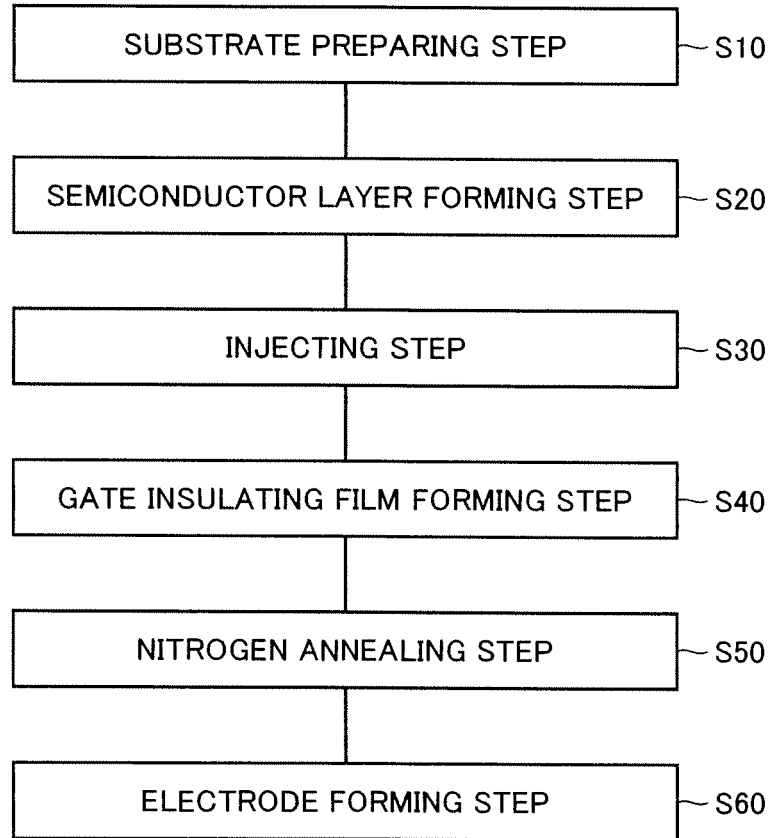 SUBSTRATE PREPARING STEP S10
SEMICONDUCTOR LAYER FORMING STEP S20
INJECTING STEP S30
GATE INSULATING FILM FORMING STEP S40
NITROGEN ANNEALING STEP S50
ELECTRODE FORMING STEP S60